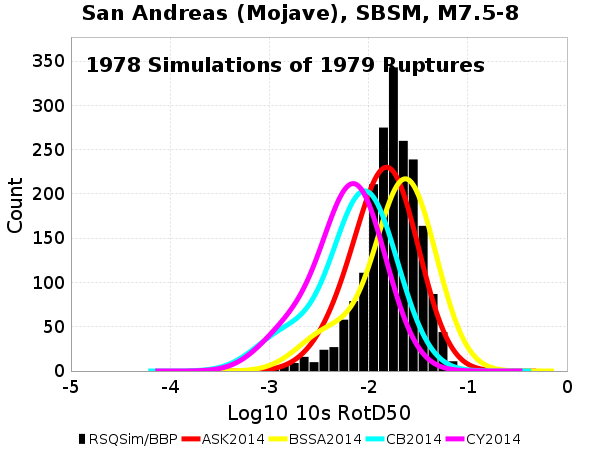 San Andreas (Mojave), SBSM, M7.5-8
1978 Simulations of 1979 Ruptures
Count
350
300
250
200
150
100
50
0
-5 -4 -3 -2 -1 0
Log10 10s RotD50
RSQSim/BBP ASK2014 BSSA2014 CB2014 CY2014